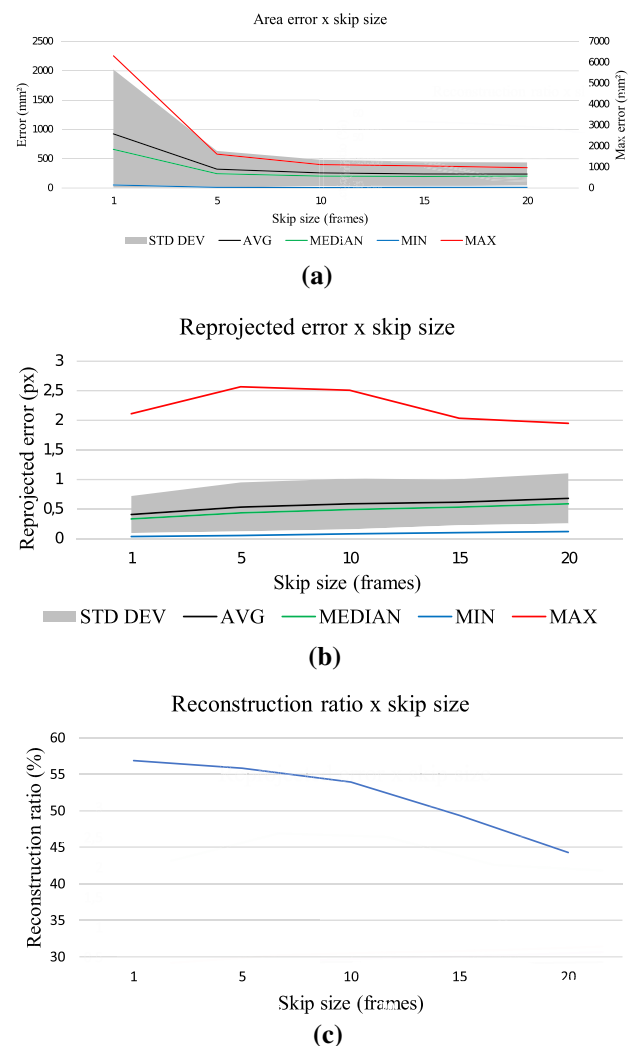 Area error x skip size
2500
2000
1500
1000
500
0
Error (mm²)
7000
6000
5000
4000
3000
2000
1000
0
Max error (mm²)
1 5 10 15 20
Skip size (frames)
STD DEV AVG MEDIAN MIN MAX
(a)
Reprojected error x skip size
3
2,5
2
1,5
1
0,5
0
Reprojected error (px)
1 5 10 15 20
Skip size (frames)
STD DEV AVG MEDIAN MIN MAX
(b)
Reconstruction ratio x skip size
60
55
50
45
40
35
30
Reconstruction ratio (%)
1 5 10 15 20
Skip size (frames)
(c)